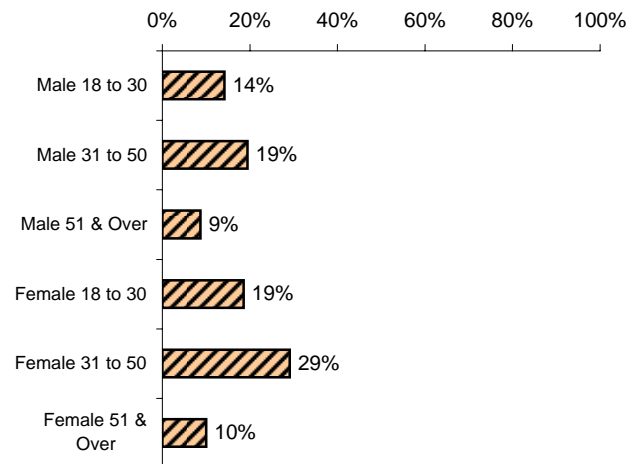 0% 20% 40% 60% 80% 100%
Male 18 to 30 14%
Male 31 to 50 19%
Male 51 & Over 9%
Female 18 to 30 19%
Female 31 to 50 29%
Female 51 &
Over 10%